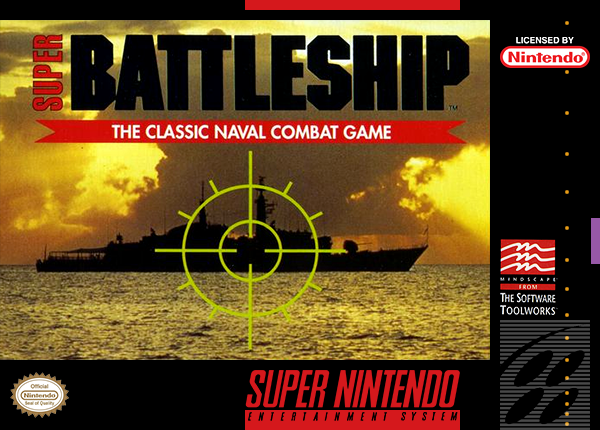 SUPER
BATTLESHIP
™
THE CLASSIC NAVAL COMBAT GAME
LICENSED BY
Nintendo®
MINDSCAPE
FROM
THE SOFTWARE
TOOLWORKS
Official
Nintendo
Seal of Quality
SUPER NINTENDO
ENTERTAINMENT SYSTEM